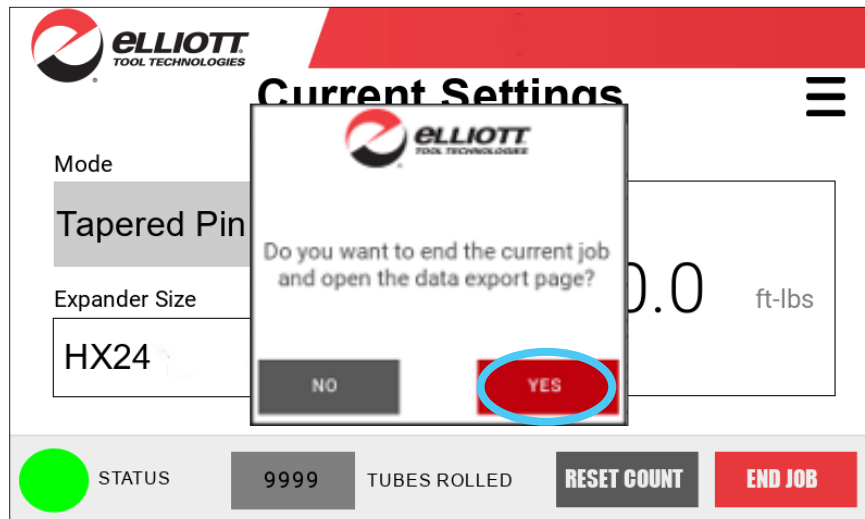 eLLIOTT
TOOL TECHNOLOGIES
Current Settings
eLLIOTT
TOOL TECHNOLOGIES
Mode
Tapered Pin
Do you want to end the current job
and open the data export page?
Expander Size
0.0 ft-lbs
HX24
NO YES
STATUS 9999 TUBES ROLLED RESET COUNT END JOB